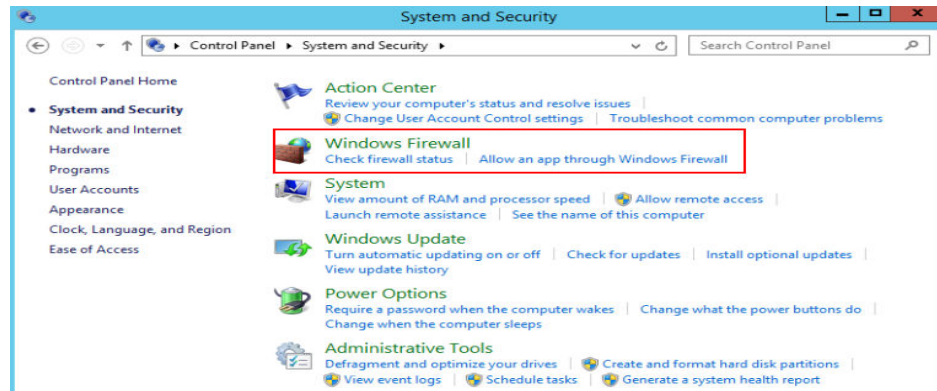 System and Security
Control Panel System and Security Search Control Panel
Control Panel Home
System and Security
Network and Internet
Hardware
Programs
User Accounts
Appearance
Clock, Language, and Region
Ease of Access
Action Center
Review your computer's status and resolve issues
Change User Account Control settings Troubleshoot common computer problems
Windows Firewall
Check firewall status Allow an app through Windows Firewall
System
View amount of RAM and processor speed Allow remote access
Launch remote assistance See the name of this computer
Windows Update
Turn automatic updating on or off Check for updates Install optional updates
View update history
Power Options
Require a password when the computer wakes Change what the power buttons do
Change when the computer sleeps
Administrative Tools
Defragment and optimize your drives Create and format hard disk partitions
View event logs Schedule tasks Generate a system health report